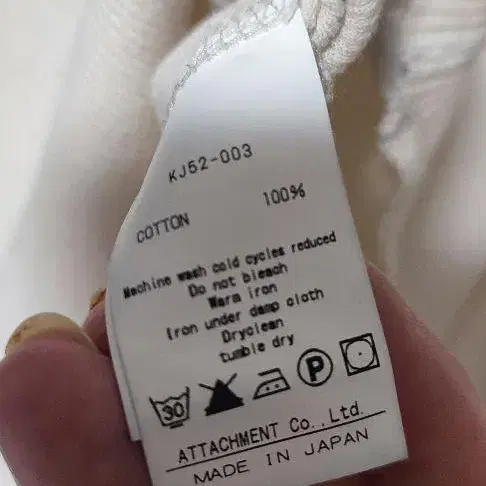 KJ52-003
COTTON 100%
Machine wash cold cycles reduced
Do not bleach
Warm iron
Iron under damp cloth
Dryclean
tumble dry
30 P
ATTACHMENT Co.,Ltd.
MADE IN JAPAN